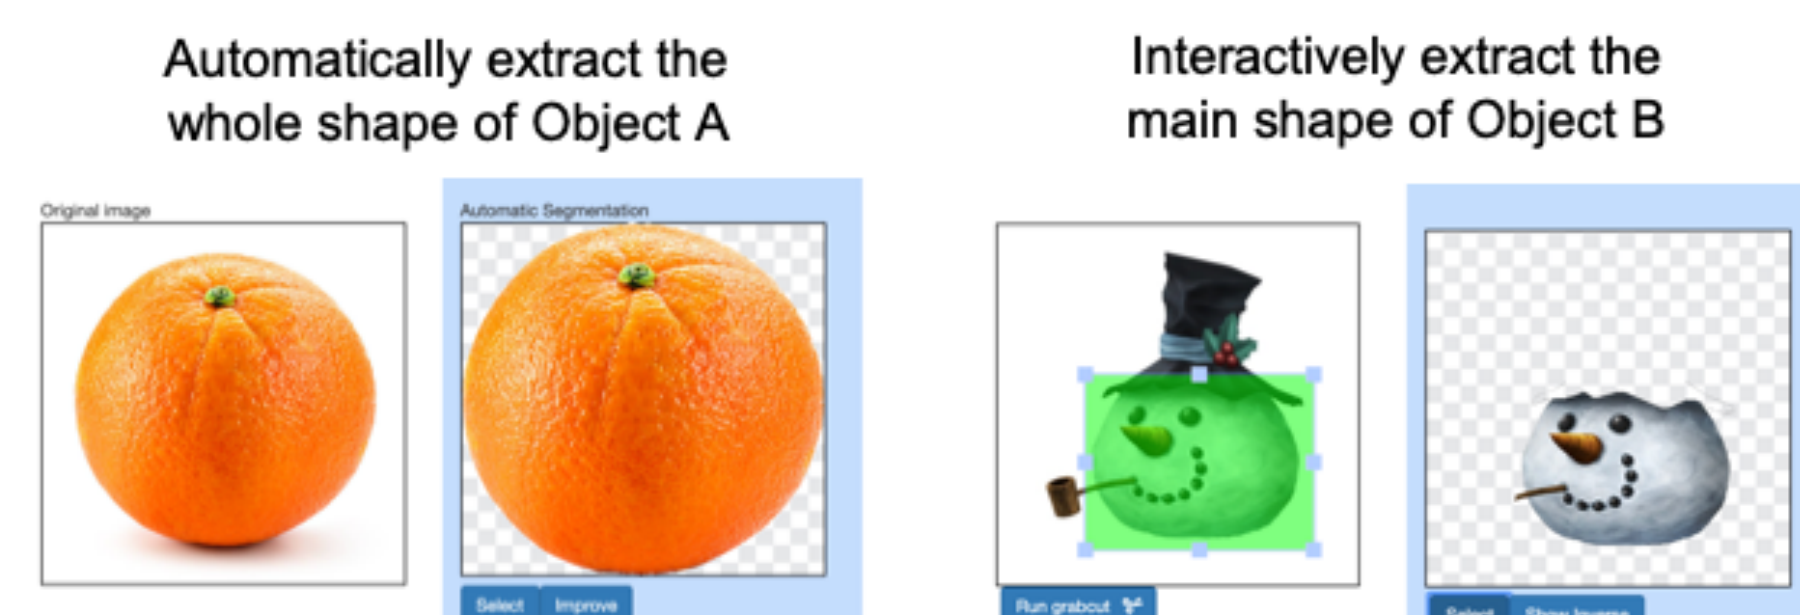 Automatically extract the
whole shape of Object A
Interactively extract the
main shape of Object B
Original image
Automatic Segmentation
Select
Improve
Run grabcut
Select
Show Inverse